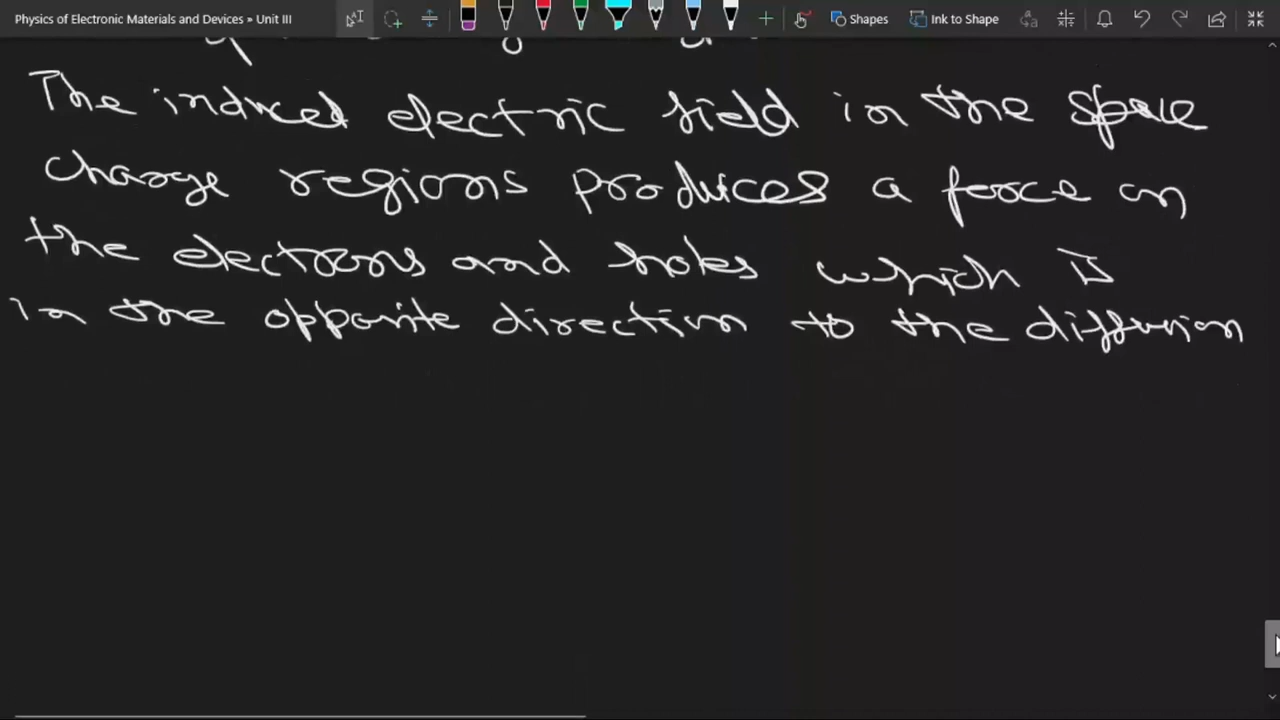 Physics of Electronic Materials and Devices » Unit III
Shapes
Ink to Shape
The induced electric field in the space
charge regions produces a force on
the electrons and holes which is
in the opposite direction to the diffusion